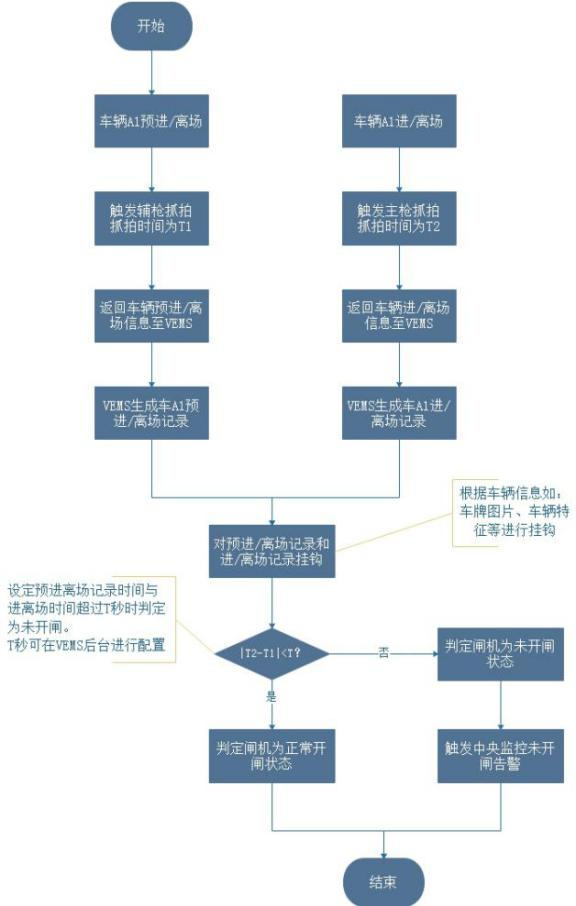 开始
车辆A1预进/离场
车辆A1进/离场
触发辅枪抓拍
抓拍时间为T1
触发主枪抓拍
抓拍时间为T2
返回车辆预进/离
场信息至VEMS
返回车辆进/离场
信息至VEMS
VEMS生成车A1预
进/离场记录
VEMS生成车A1进/
离场记录
根据车辆信息如:
车牌图片、车辆特
征等进行挂钩
对预进/离场记录和
进/离场记录挂钩
设定预进离场记录时间与
进离场时间超过T秒时判定
为未开闸。
T秒可在VEMS后台进行配置
|T2-T1|<T?
否
判定闸机为未开闸
状态
是
判定闸机为正常开
闸状态
触发中央监控未开
闸告警
结束